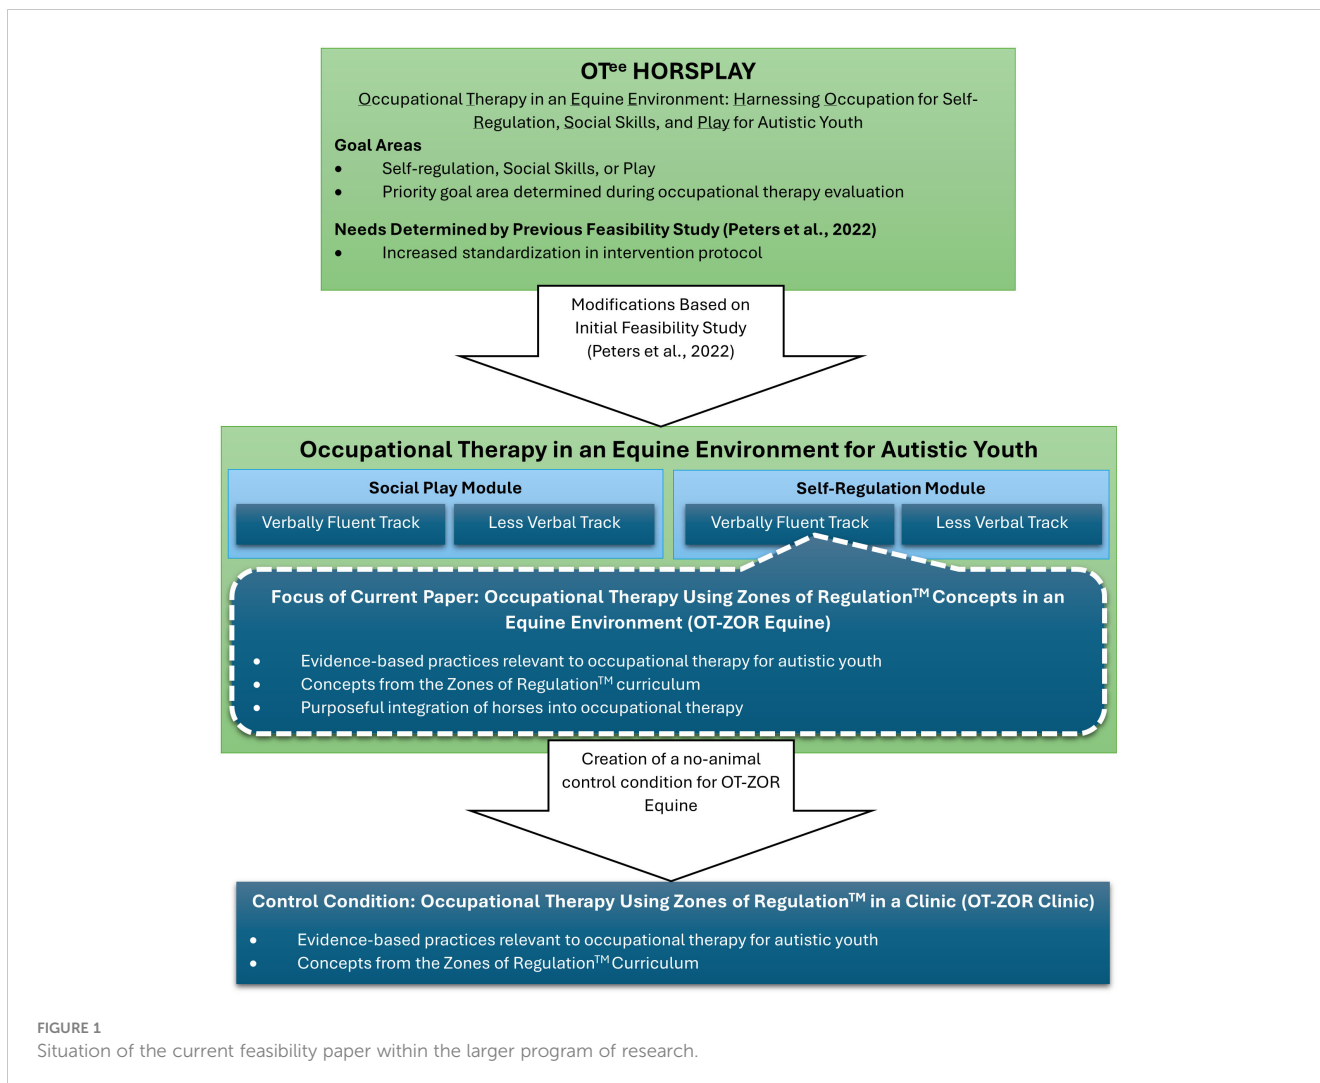 OTᵉᵉ HORSPLAY
Occupational Therapy in an Equine Environment: Harnessing Occupation for Self-
Regulation, Social Skills, and Play for Autistic Youth
Goal Areas
• Self-regulation, Social Skills, or Play
• Priority goal area determined during occupational therapy evaluation
Needs Determined by Previous Feasibility Study (Peters et al., 2022)
• Increased standardization in intervention protocol
Modifications Based on
Initial Feasibility Study
(Peters et al., 2022)
Occupational Therapy in an Equine Environment for Autistic Youth
Social Play Module
Verbally Fluent Track
Less Verbal Track
Self-Regulation Module
Verbally Fluent Track
Less Verbal Track
Focus of Current Paper: Occupational Therapy Using Zones of Regulation™ Concepts in an
Equine Environment (OT-ZOR Equine)
• Evidence-based practices relevant to occupational therapy for autistic youth
• Concepts from the Zones of Regulation™ curriculum
• Purposeful integration of horses into occupational therapy
Creation of a no-animal
control condition for OT-ZOR
Equine
Control Condition: Occupational Therapy Using Zones of Regulation™ in a Clinic (OT-ZOR Clinic)
• Evidence-based practices relevant to occupational therapy for autistic youth
• Concepts from the Zones of Regulation™ Curriculum
FIGURE 1
Situation of the current feasibility paper within the larger program of research.